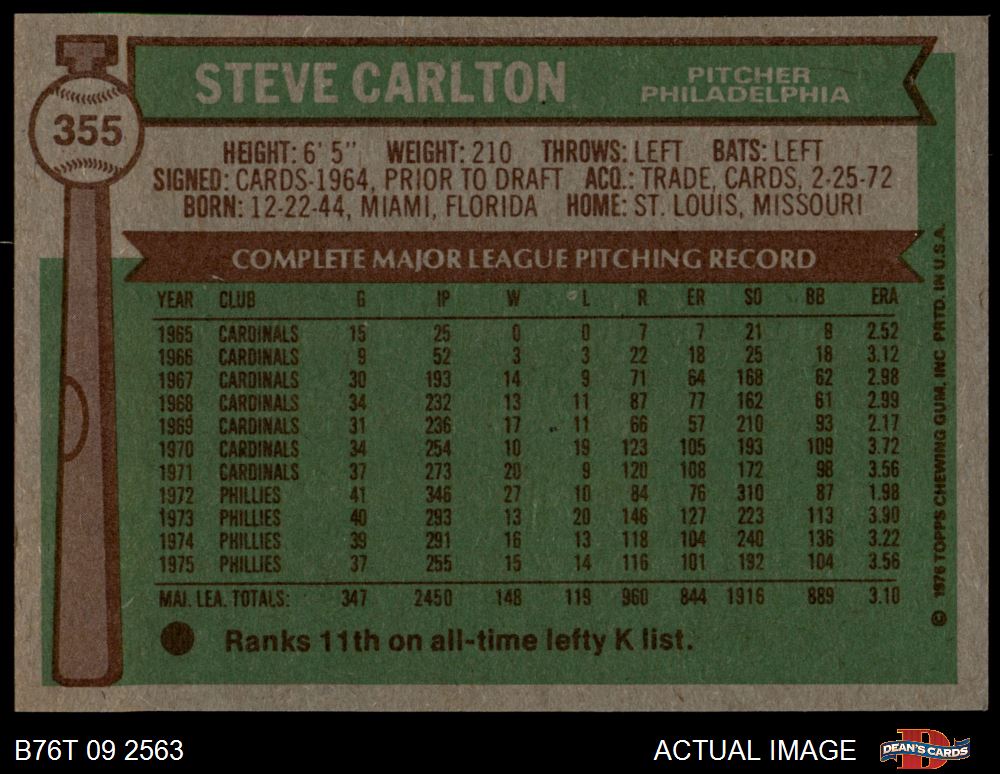 355
STEVE CARLTON
PITCHER
PHILADELPHIA
HEIGHT: 6' 5" WEIGHT: 210 THROWS: LEFT BATS: LEFT
SIGNED: CARDS-1964, PRIOR TO DRAFT ACQ.: TRADE, CARDS, 2-25-72
BORN: 12-22-44, MIAMI, FLORIDA HOME: ST. LOUIS, MISSOURI
COMPLETE MAJOR LEAGUE PITCHING RECORD
YEAR CLUB G IP W L R ER SO BB ERA
1965 CARDINALS 15 25 0 0 7 7 21 8 2.52
1966 CARDINALS 9 52 3 3 22 18 25 18 3.12
1967 CARDINALS 30 193 14 9 71 64 168 62 2.98
1968 CARDINALS 34 232 13 11 87 77 162 61 2.99
1969 CARDINALS 31 236 17 11 66 57 210 93 2.17
1970 CARDINALS 34 254 10 19 123 105 193 109 3.72
1971 CARDINALS 37 273 20 9 120 108 172 98 3.56
1972 PHILLIES 41 346 27 10 84 76 310 87 1.98
1973 PHILLIES 40 293 13 20 146 127 223 113 3.90
1974 PHILLIES 39 291 16 13 118 104 240 136 3.22
1975 PHILLIES 37 255 15 14 116 101 192 104 3.56
MAJ. LEA. TOTALS: 347 2450 148 119 960 844 1916 889 3.10
Ranks 11th on all-time lefty K list.
© 1976 TOPPS CHEWING GUM, INC PRTD. IN U.S.A.
B76T 09 2563
ACTUAL IMAGE
DEAN'S CARDS